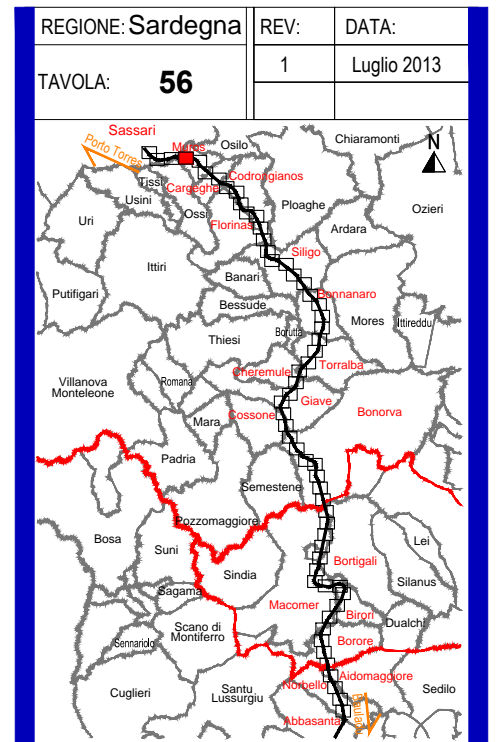 REGIONE: Sardegna
REV:
DATA:
TAVOLA: 56
1
Luglio 2013
Sassari
Porto Torres
Muros
Osilo
Chiaramonti
N
Tissi
Cargeghe
Codrongianos
Usini
Ossi
Ploaghe
Ozieri
Uri
Florinas
Ardara
Siligo
Ittiri
Banari
Putifigari
Bonnanaro
Bessude
Mores
Ittireddu
Thiesi
Borutta
Torralba
Cheremule
Romana
Villanova
Monteleone
Giave
Cossone
Bonorva
Mara
Padria
Semestene
Pozzomaggiore
Bosa
Lei
Suni
Bortigali
Sindia
Silanus
Sagama
Macomer
Birori
Dualchi
Scano di
Montiferro
Borore
Sennariolo
Aidomaggiore
Norbello
Cuglieri
Santu
Lussurgiu
Sedilo
Abbasanta